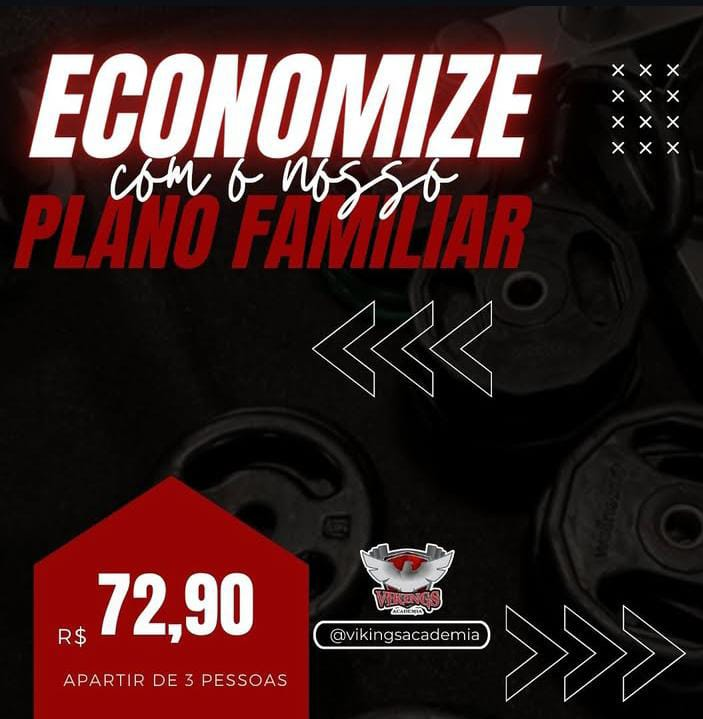 ECONOMIZE
com o nosso
PLANO FAMILIAR
R$ 72,90
APARTIR DE 3 PESSOAS
VIKINGS
ACADEMIA
@vikingsacademia